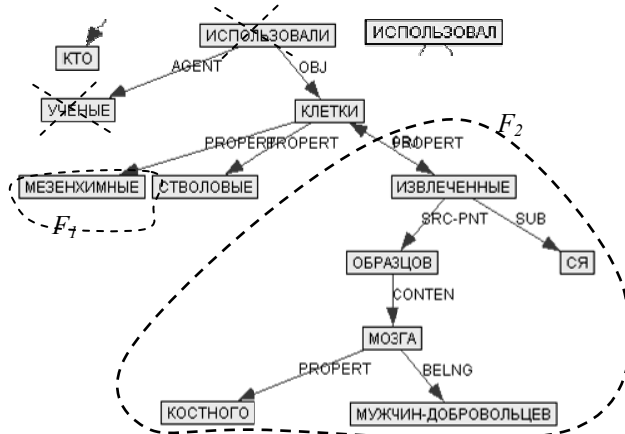 ИСПОЛЬЗОВАЛИ
ИСПОЛЬЗОВАЛ
КТО
AGENT
OBJ
УЧЕНЫЕ
КЛЕТКИ
F2
PROPERT
PROPERT
PROPERT
МЕЗЕНХИМНЫЕ
СТВОЛОВЫЕ
ИЗВЛЕЧЕННЫЕ
F1
SRC-PNT
SUB
ОБРАЗЦОВ
СЯ
CONTEN
МОЗГА
PROPERT
BELNG
КОСТНОГО
МУЖЧИН-ДОБРОВОЛЬЦЕВ